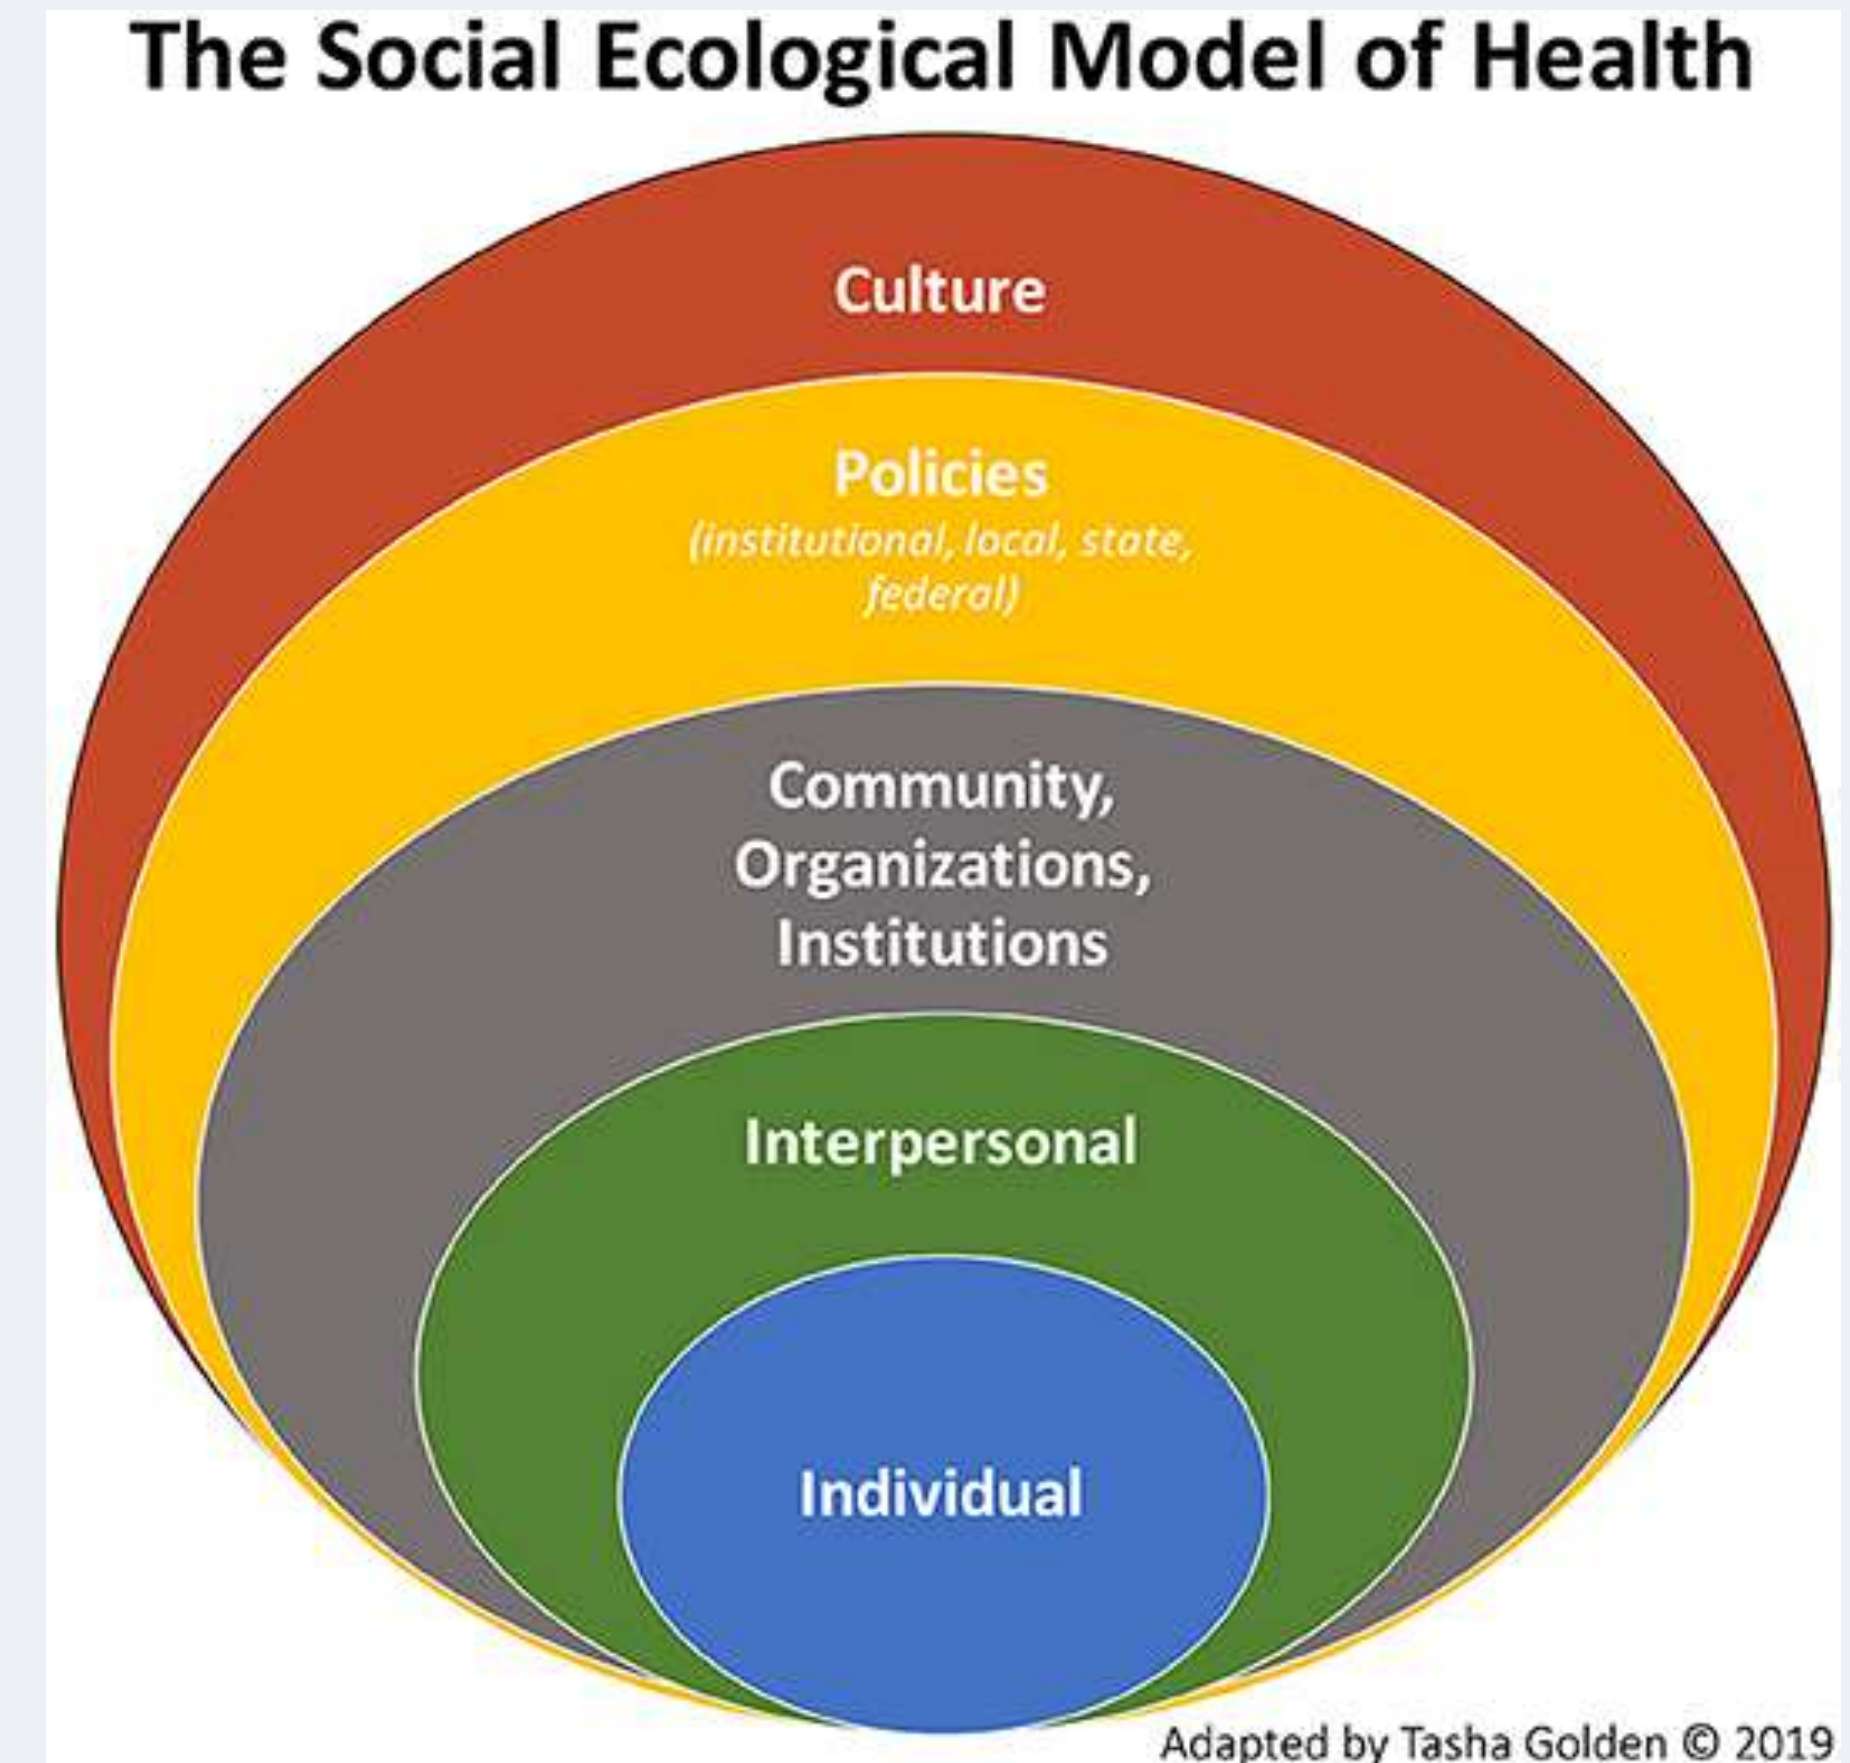 The Social Ecological Model of Health
Culture
Policies
(institutional, local, state,
federal)
Community,
Organizations,
Institutions
Interpersonal
Individual
Adapted by Tasha Golden © 2019